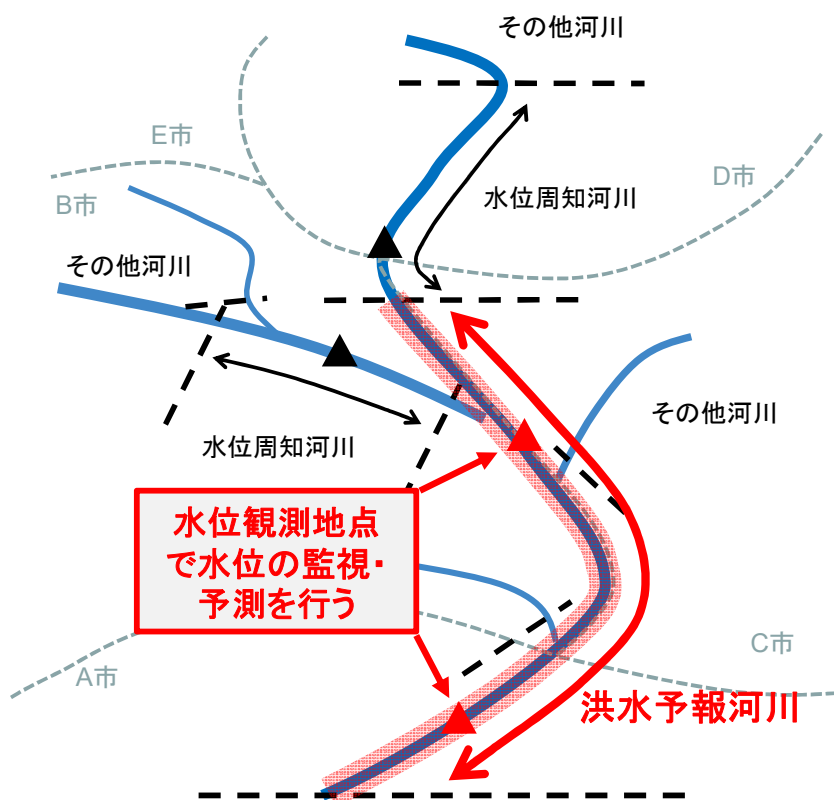 その他河川
E市
D市
B市
水位周知河川
その他河川
その他河川
水位周知河川
水位観測地点
で水位の監視・
予測を行う
C市
A市
洪水予報河川